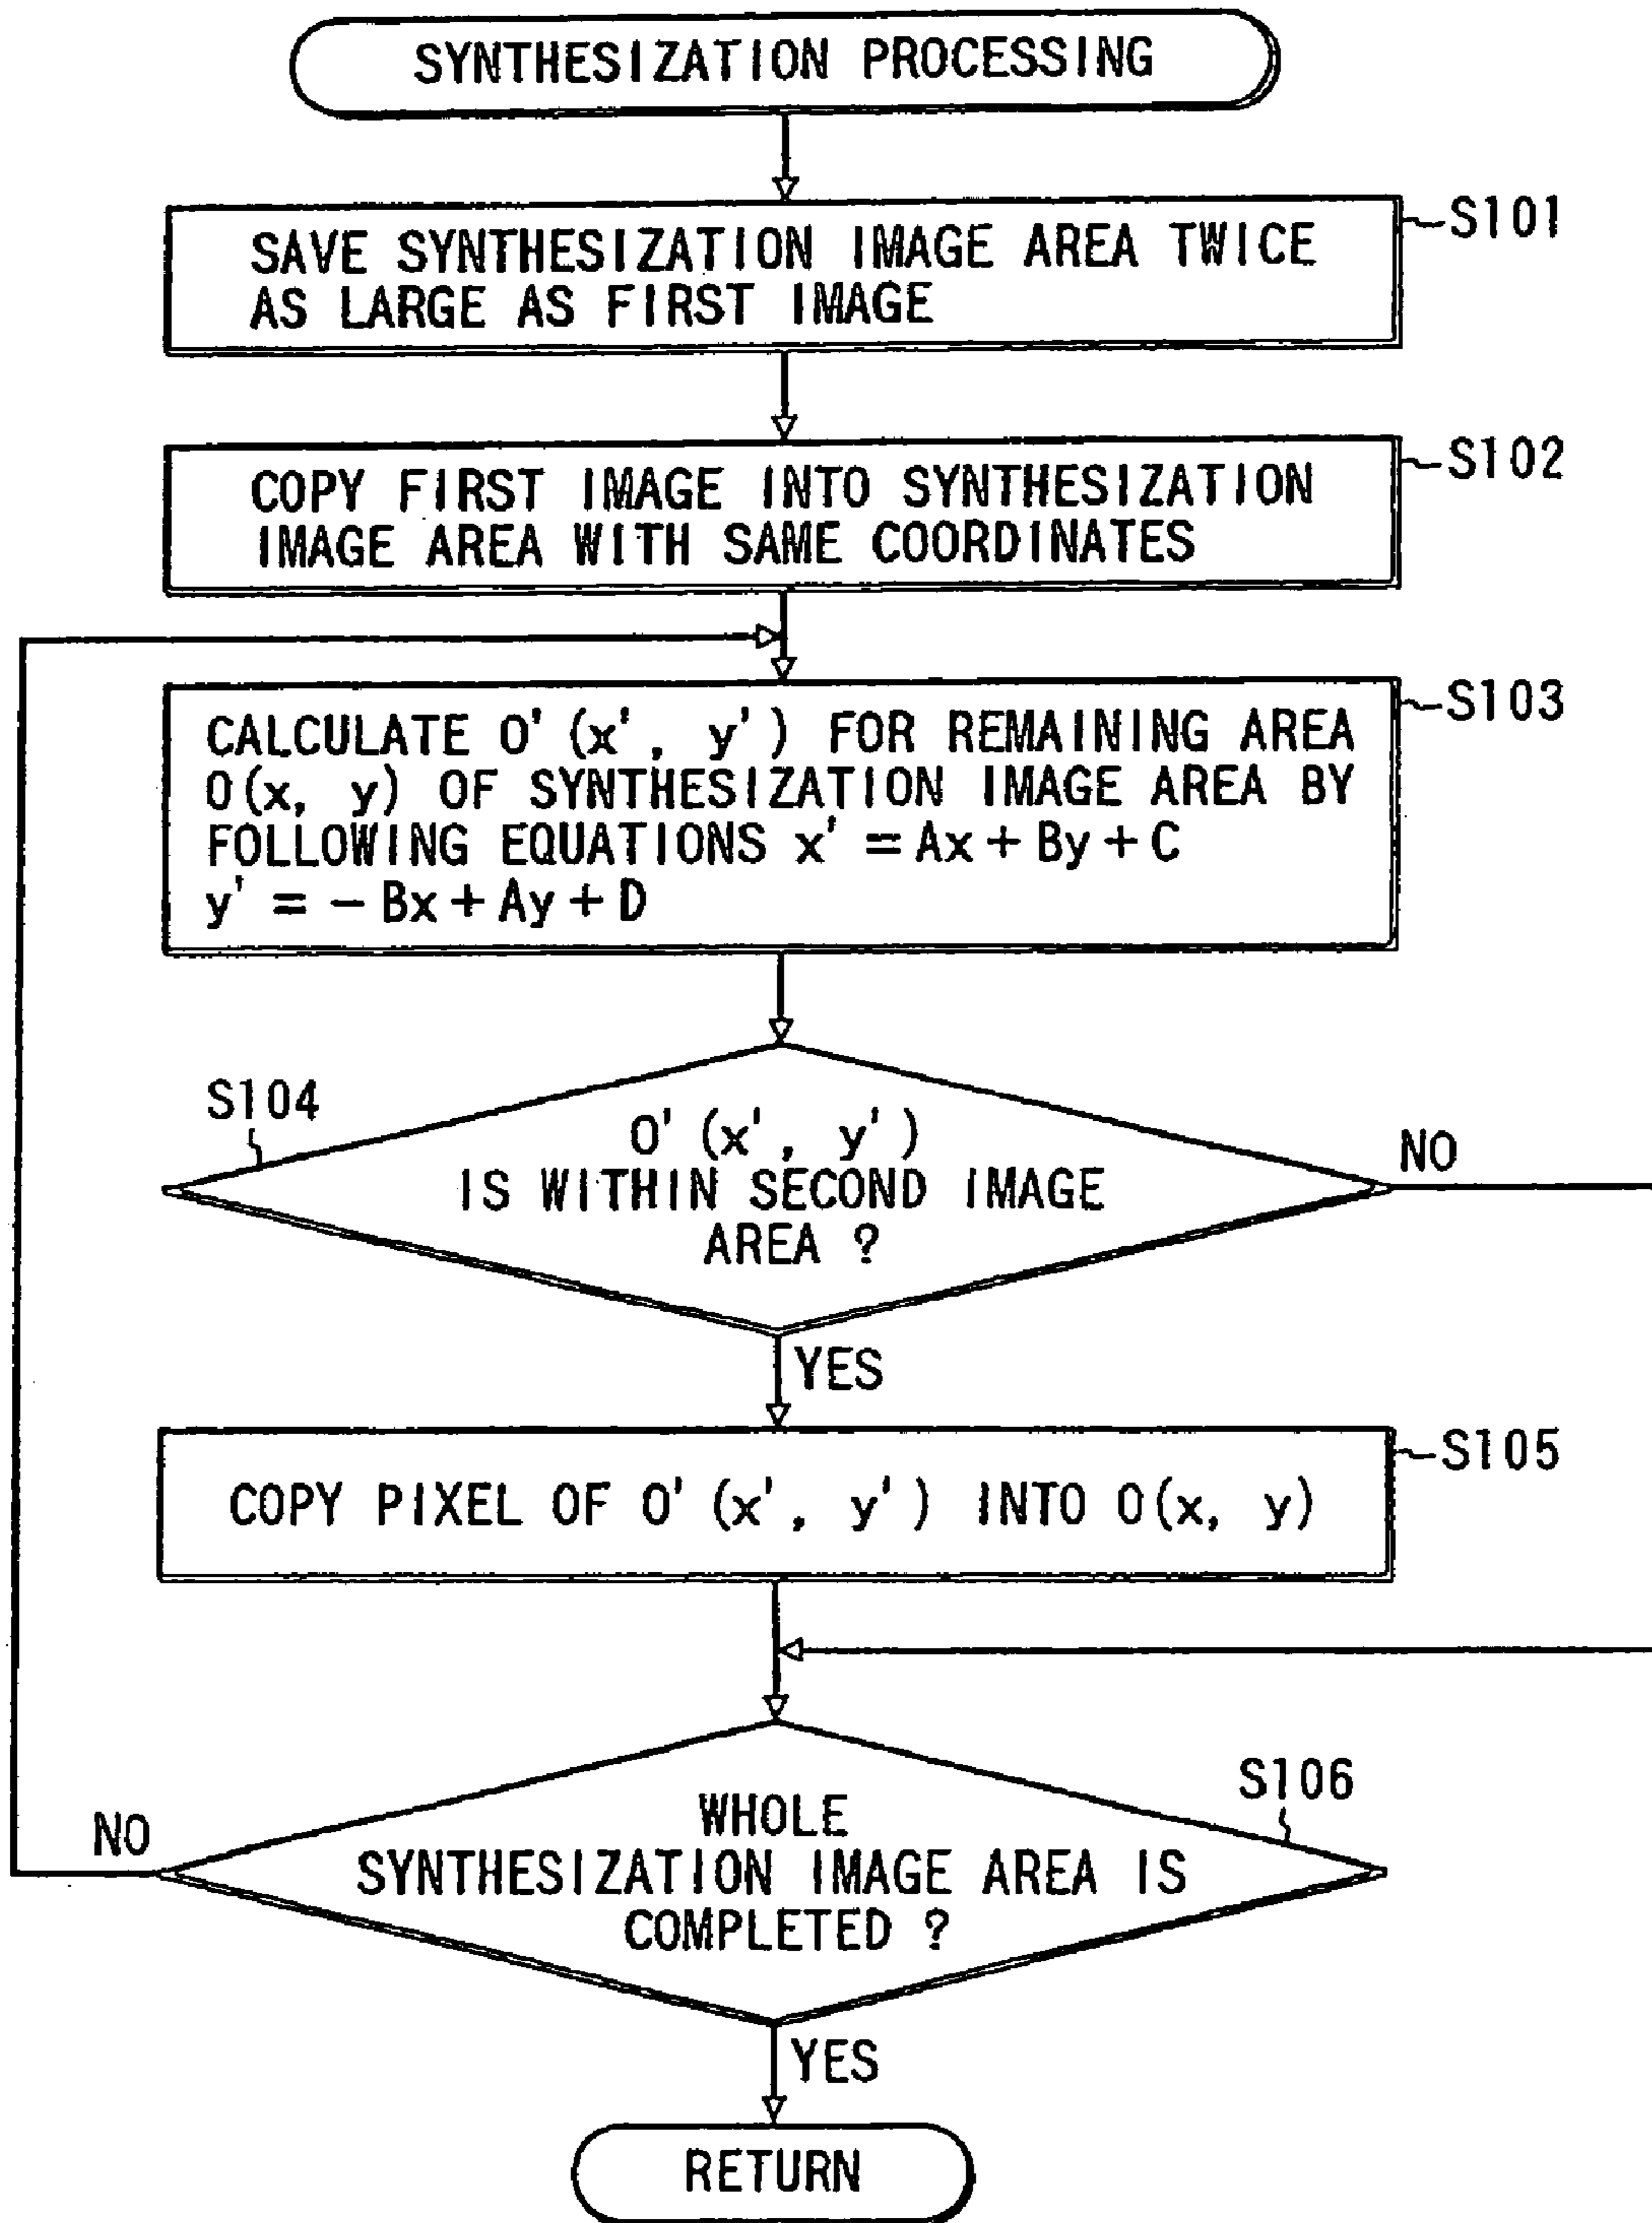 SYNTHESIZATION PROCESSING
S101
SAVE SYNTHESIZATION IMAGE AREA TWICE
AS LARGE AS FIRST IMAGE
S102
COPY FIRST IMAGE INTO SYNTHESIZATION
IMAGE AREA WITH SAME COORDINATES
S103
CALCULATE O'(x', y') FOR REMAINING AREA
O(x, y) OF SYNTHESIZATION IMAGE AREA BY
FOLLOWING EQUATIONS x' = Ax + By + C
y' = - Bx + Ay + D
S104
O'(x', y')
IS WITHIN SECOND IMAGE
AREA ?
NO
YES
S105
COPY PIXEL OF O'(x', y') INTO O(x, y)
S106
WHOLE
SYNTHESIZATION IMAGE AREA IS
COMPLETED ?
NO
YES
RETURN